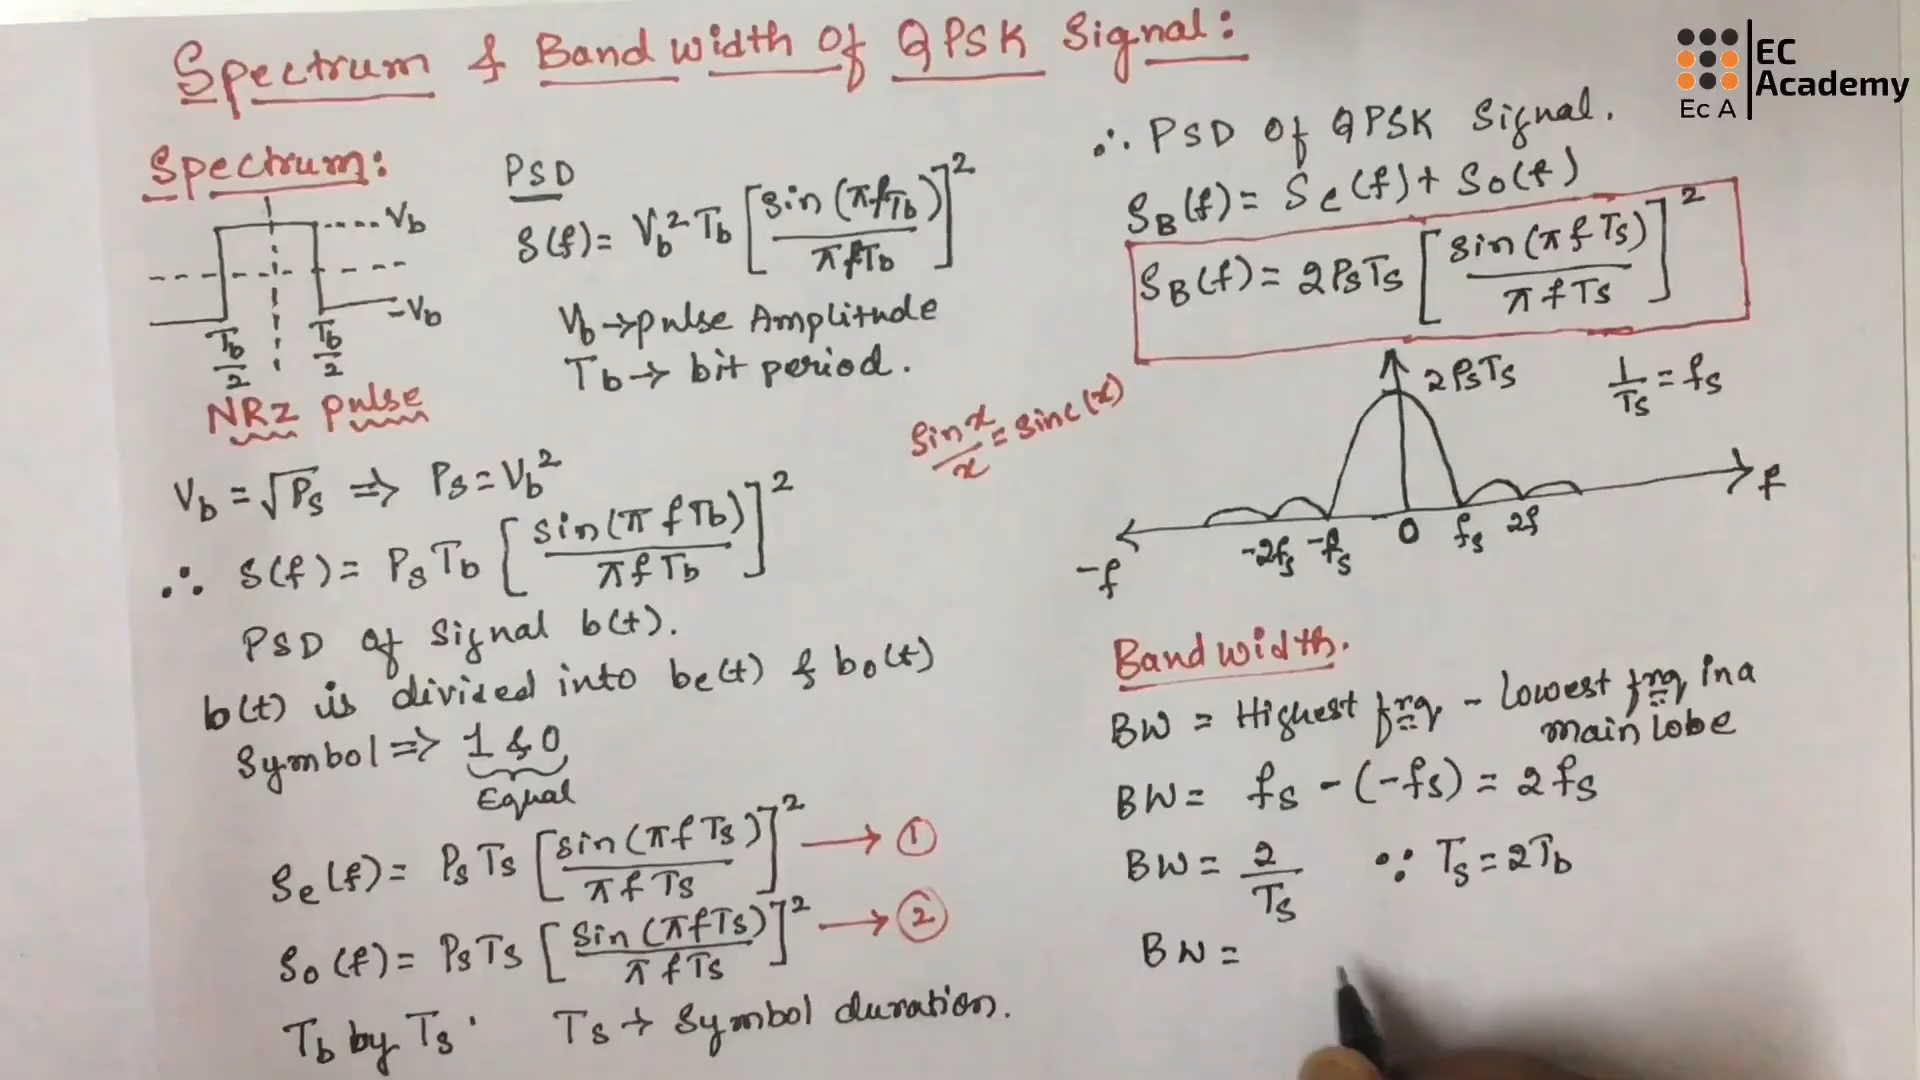 Spectrum & Bandwidth Of QPSK Signal:
EC Academy
Ec A
Spectrum:
Vb
-Vb
Tb/2
Tb/2
NRZ pulse
PSD
S(f) = Vb² Tb [sin(πfTb)/πfTb]²
Vb → pulse Amplitude
Tb → bit period.
Vb = √Ps ⇒ Ps = Vb²
sin x/x = sinc(x)
∴ S(f) = Ps Tb [sin(πfTb)/πfTb]²
PSD of Signal b(t).
b(t) is divided into be(t) & bo(t)
Symbol ⇒ 1 & 0
Equal
Se(f) = Ps Ts [sin(πfTs)/πfTs]² → ①
So(f) = Ps Ts [Sin(πfTs)/πfTs]² → ②
Tb by Ts. Ts → Symbol duration.
∴ PSD Of QPSK Signal.
SB(f) = Se(f) + So(f)
SB(f) = 2PsTs [sin(πfTs)/πfTs]²
2PsTs
1/Ts = fs
-f -2fs -fs 0 fs 2f f
Bandwidth.
BW = Highest frq - Lowest frq in a
main lobe
BW = fs - (-fs) = 2fs
BW = 2/Ts ∵ Ts = 2Tb
BW =